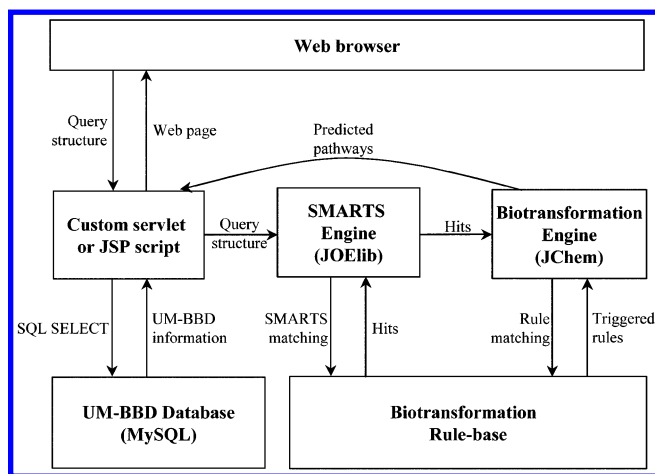 Web browser
Query
structure
Web page
Predicted
pathways
Custom servlet
or JSP script
Query
structure
SMARTS
Engine
(JOElib)
Hits
Biotransformation
Engine
(JChem)
SQL SELECT
UM-BBD
information
SMARTS
matching
Hits
Rule
matching
Triggered
rules
UM-BBD Database
(MySQL)
Biotransformation
Rule-base